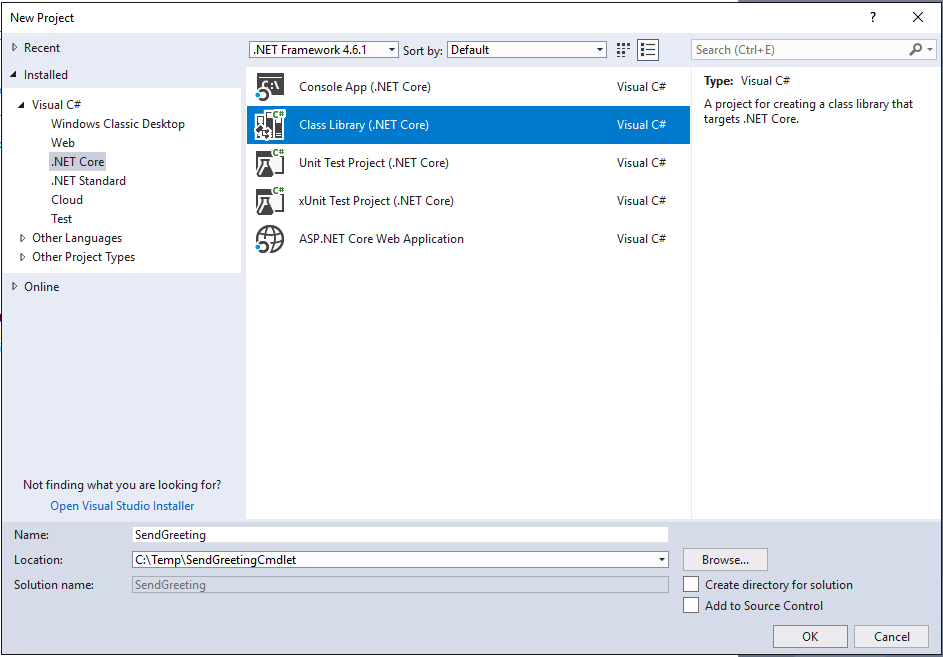 New Project
?
Recent
.NET Framework 4.6.1
Sort by:
Default
Search (Ctrl+E)
Installed
Visual C#
Windows Classic Desktop
Web
.NET Core
.NET Standard
Cloud
Test
Other Languages
Other Project Types
Online
Not finding what you are looking for?
Open Visual Studio Installer
C:\ Console App (.NET Core) Visual C#
C# Class Library (.NET Core) Visual C#
C# Unit Test Project (.NET Core) Visual C#
C# xUnit Test Project (.NET Core) Visual C#
ASP.NET Core Web Application Visual C#
Type: Visual C#
A project for creating a class library that
targets .NET Core.
Name: SendGreeting
Location: C:\Temp\SendGreetingCmdlet Browse...
Solution name: SendGreeting
Create directory for solution
Add to Source Control
OK Cancel